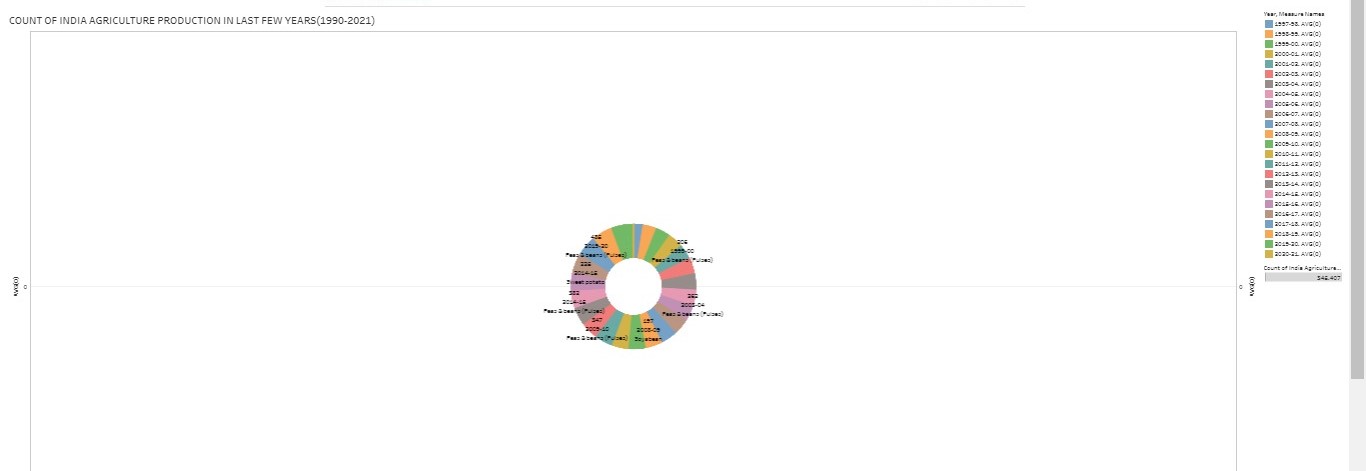 COUNT OF INDIA AGRICULTURE PRODUCTION IN LAST FEW YEARS(1990-2021)
Year, Measure Names
1997-98, AVG(0)
1998-99, AVG(0)
1999-00, AVG(0)
2000-01, AVG(0)
2001-02, AVG(0)
2002-03, AVG(0)
2003-04, AVG(0)
2004-05, AVG(0)
2005-06, AVG(0)
2006-07, AVG(0)
2007-08, AVG(0)
2008-09, AVG(0)
2009-10, AVG(0)
2010-11, AVG(0)
2011-12, AVG(0)
2012-13, AVG(0)
2013-14, AVG(0)
2014-15, AVG(0)
2015-16, AVG(0)
2016-17, AVG(0)
2017-18, AVG(0)
2018-19, AVG(0)
2019-20, AVG(0)
2020-21, AVG(0)
Count of India Agriculture...
345,407
AVG(0)
0
2019-20
Peas & beans (Pulses)
1999-00
Peas & beans (Pulses)
2014-15
Sweet potato
2014-15
Peas & beans (Pulses)
2003-04
Peas & beans (Pulses)
2009-10
Peas & beans (Pulses)
197
2008-09
Soyabean
0
AVG(0)